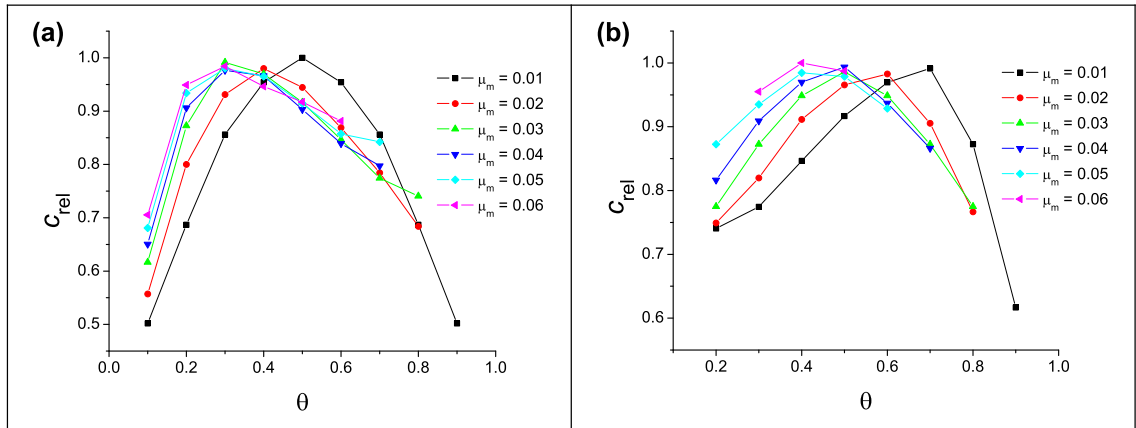 (a)
c_rel
1.0
0.9
0.8
0.7
0.6
0.5
0.0 0.2 0.4 0.6 0.8 1.0
θ
μ_m = 0.01
μ_m = 0.02
μ_m = 0.03
μ_m = 0.04
μ_m = 0.05
μ_m = 0.06
(b)
c_rel
1.0
0.9
0.8
0.7
0.6
0.2 0.4 0.6 0.8 1.0
θ
μ_m = 0.01
μ_m = 0.02
μ_m = 0.03
μ_m = 0.04
μ_m = 0.05
μ_m = 0.06